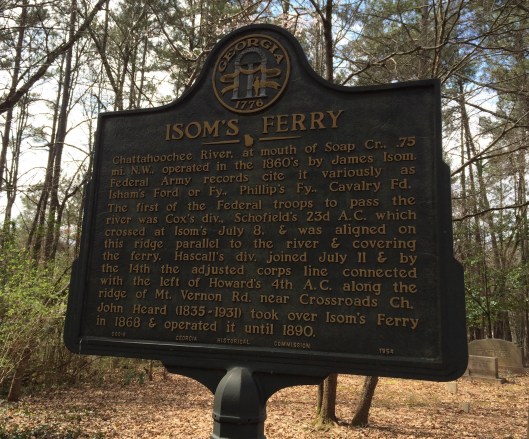 GEORGIA
1776
ISOM'S FERRY
Chattahoochee River, at mouth of Soap Cr., .75
mi. N.W., operated in the 1860's by James Isom.
Federal Army records cite it variously as
Isham's Ford or Fy., Phillip's Fy., Cavalry Fd.
The first of the Federal troops to pass the
river was Cox's div., Schofield's 23d A.C. which
crossed at Isom's July 8, & was aligned on
this ridge parallel to the river & covering
the ferry. Hascall's div. joined July 11 & by
the 14th the adjusted corps line connected
with the left of Howard's 4th A.C. along the
ridge of Mt. Vernon Rd. near Crossroads Ch.
John Heard (1835-1931) took over Isom's Ferry
in 1868 & operated it until 1890.
GEORGIA HISTORICAL COMMISSION